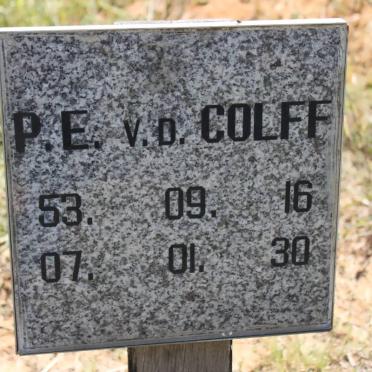 P.E. V.D. COLFF
53. 09. 16
07. 01. 30